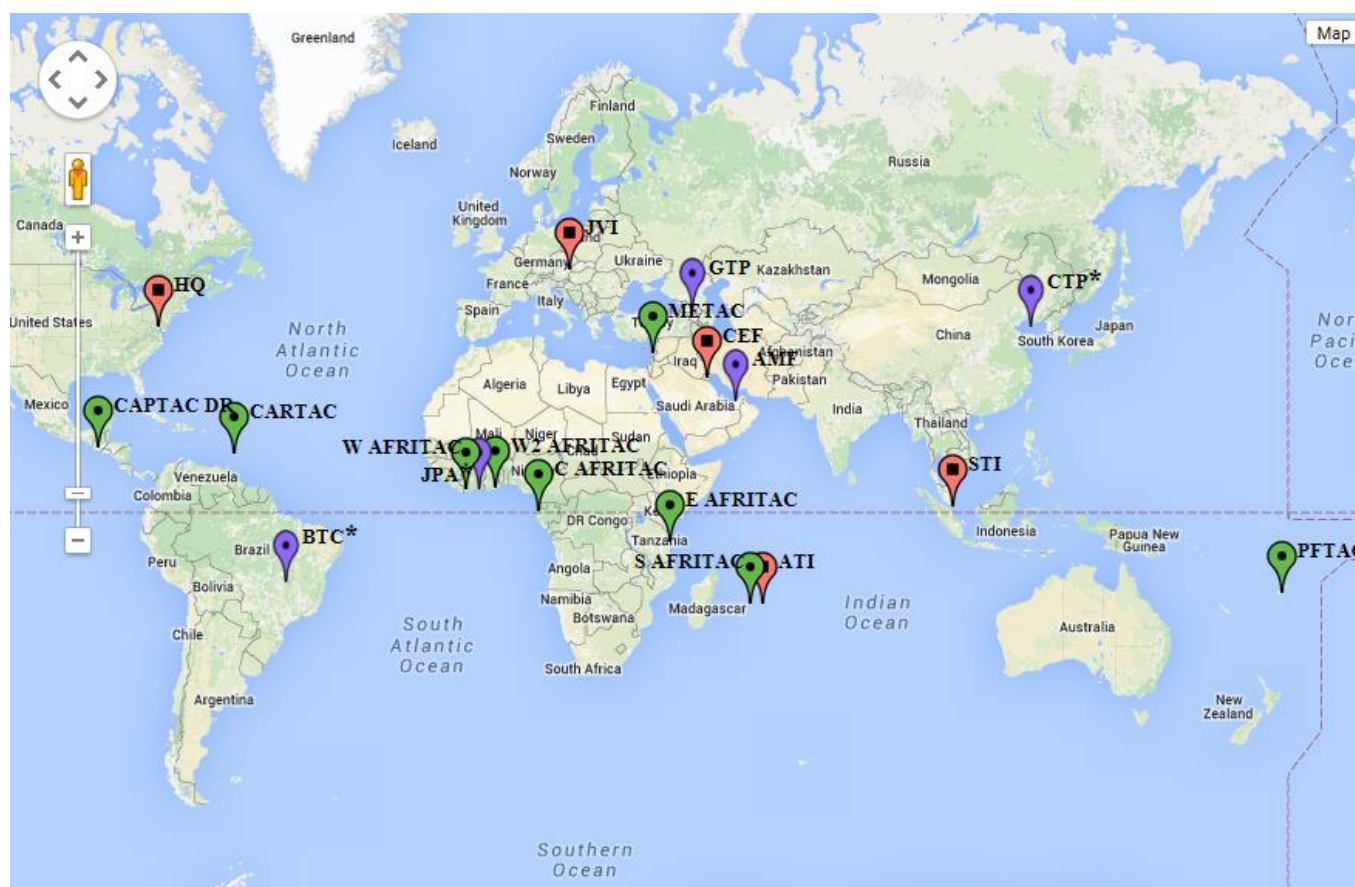 Map
Greenland
Iceland
Finland
Sweden
Norway
Russia
United
Kingdom
Canada
JVI
Germany
Ukraine
France
Kazakhstan
Mongolia
GTP
CTP*
HQ
Italy
Spain
METAC
CEF
AMF
United States
North
Atlantic
Ocean
China
Japan
South Korea
Iraq
Afghanistan
Pakistan
Algeria
Libya
Egypt
Saudi Arabia
India
Thailand
Mexico
CAPTAC DR
CARTAC
Mali
Niger
Sudan
Chad
W AFRITAC
W2 AFRITAC
JPA*
C AFRITAC
Ethiopia
STI
Venezuela
Colombia
E AFRITAC
DR Congo
Tanzania
Indonesia
Papua New
Guinea
BTC*
Brazil
Peru
Bolivia
Angola
S AFRITAC
ATI
PFTAC
Namibia
Botswana
Madagascar
Indian
Ocean
Australia
South
Atlantic
Ocean
Chile
South Africa
Argentina
New
Zealand
Southern
Ocean